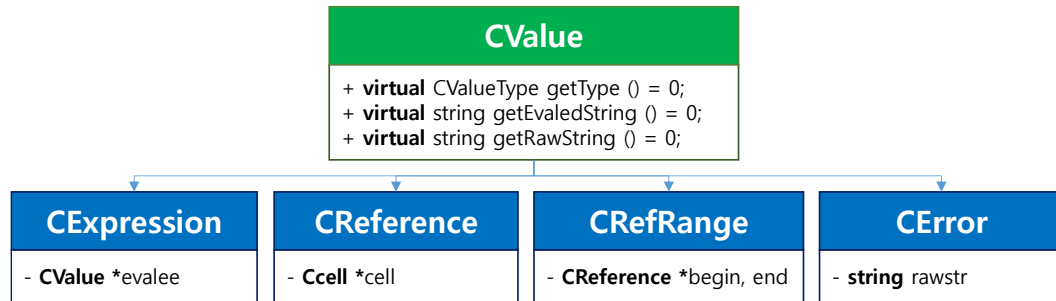 CValue
+ virtual CValueType getType () = 0;
+ virtual string getEvaledString () = 0;
+ virtual string getRawString () = 0;
CExpression
- CValue *evalee
CReference
- Ccell *cell
CRefRange
- CReference *begin, end
CError
- string rawstr